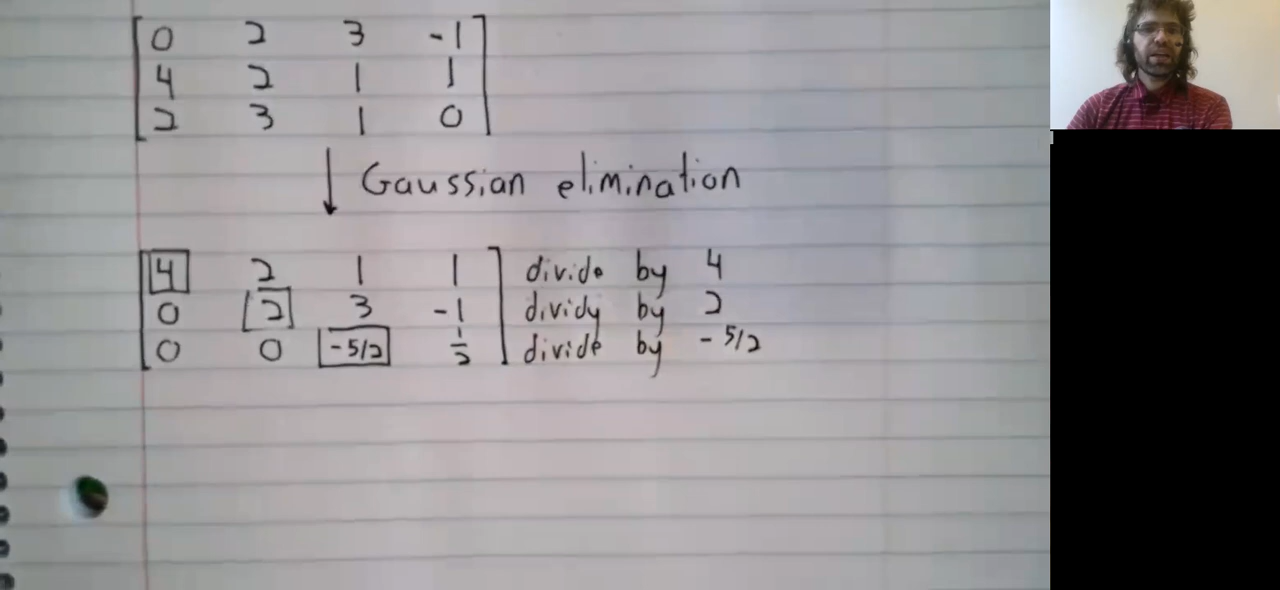 0 2 3 -1
4 2 1 1
2 3 1 0
↓ Gaussian elimination
4 2 1 1 divide by 4
0 2 3 -1 dividy by 2
0 0 -5/2 1/2 divide by -5/2